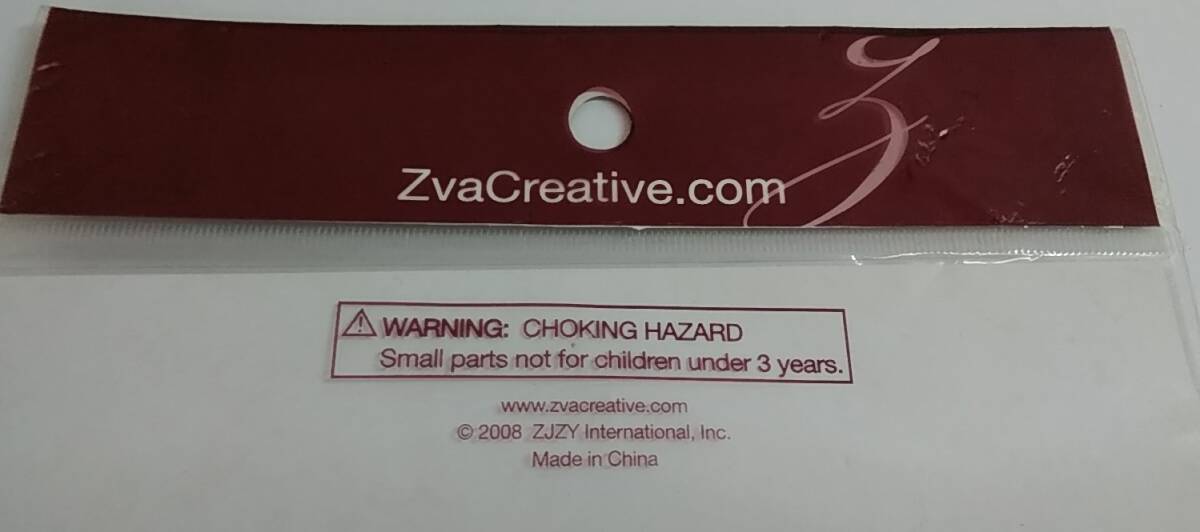 ZvaCreative.com
Z
⚠ WARNING: CHOKING HAZARD
Small parts not for children under 3 years.
www.zvacreative.com
© 2008 ZJZY International, Inc.
Made in China